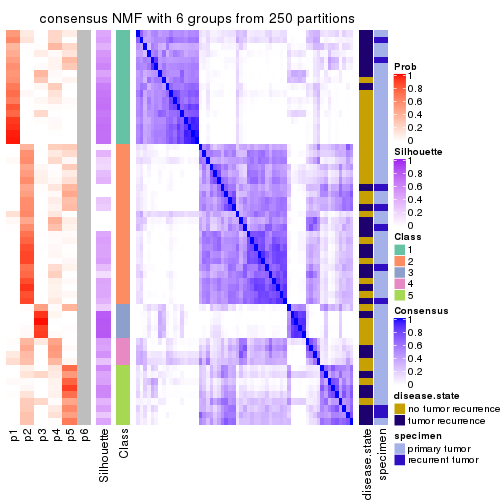 consensus NMF with 6 groups from 250 partitions
p1
p2
p3
p4
p5
p6
Silhouette
Class
disease.state
specimen
Prob
1
0.8
0.6
0.4
0.2
0
Silhouette
1
0.8
0.6
0.4
0.2
0
Class
1
2
3
4
5
Consensus
1
0.8
0.6
0.4
0.2
0
disease.state
no tumor recurrence
tumor recurrence
specimen
primary tumor
recurrent tumor